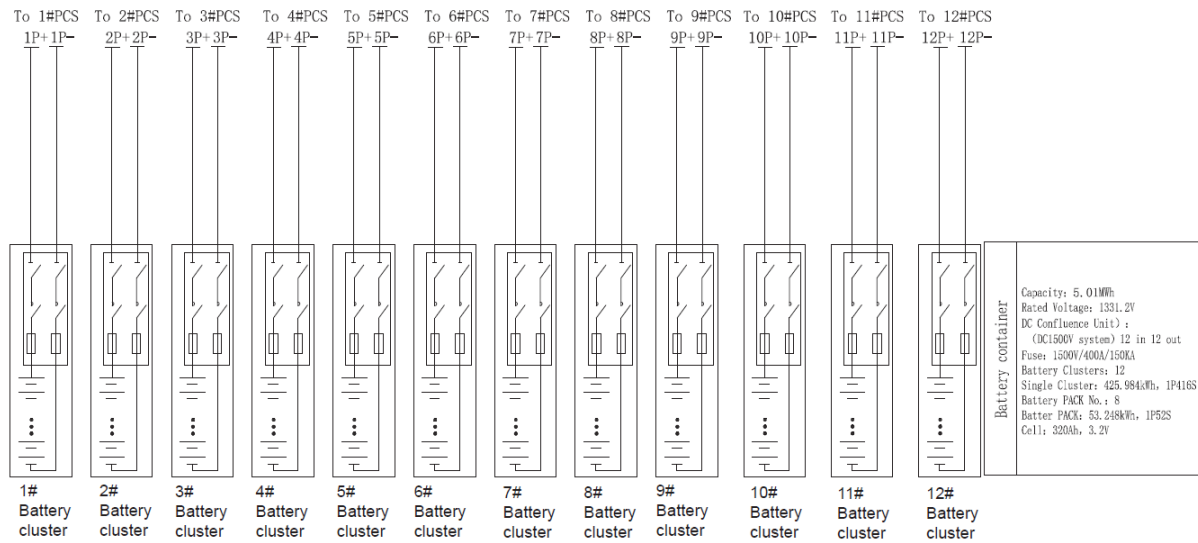 To 1#PCS
1P+ 1P-
To 2#PCS
2P+ 2P-
To 3#PCS
3P+ 3P-
To 4#PCS
4P+ 4P-
To 5#PCS
5P+ 5P-
To 6#PCS
6P+ 6P-
To 7#PCS
7P+ 7P-
To 8#PCS
8P+ 8P-
To 9#PCS
9P+ 9P-
To 10#PCS
10P+ 10P-
To 11#PCS
11P+ 11P-
To 12#PCS
12P+ 12P-
1#
Battery
cluster
2#
Battery
cluster
3#
Battery
cluster
4#
Battery
cluster
5#
Battery
cluster
6#
Battery
cluster
7#
Battery
cluster
8#
Battery
cluster
9#
Battery
cluster
10#
Battery
cluster
11#
Battery
cluster
12#
Battery
cluster
Battery container
Capacity: 5.01MWh
Rated Voltage: 1331.2V
DC Confluence Unit) :
(DC1500V system) 12 in 12 out
Fuse: 1500V/400A/150KA
Battery Clusters: 12
Single Cluster: 425.984kWh, 1P416S
Battery PACK No.: 8
Batter PACK: 53.248kWh, 1P52S
Cell: 320Ah, 3.2V